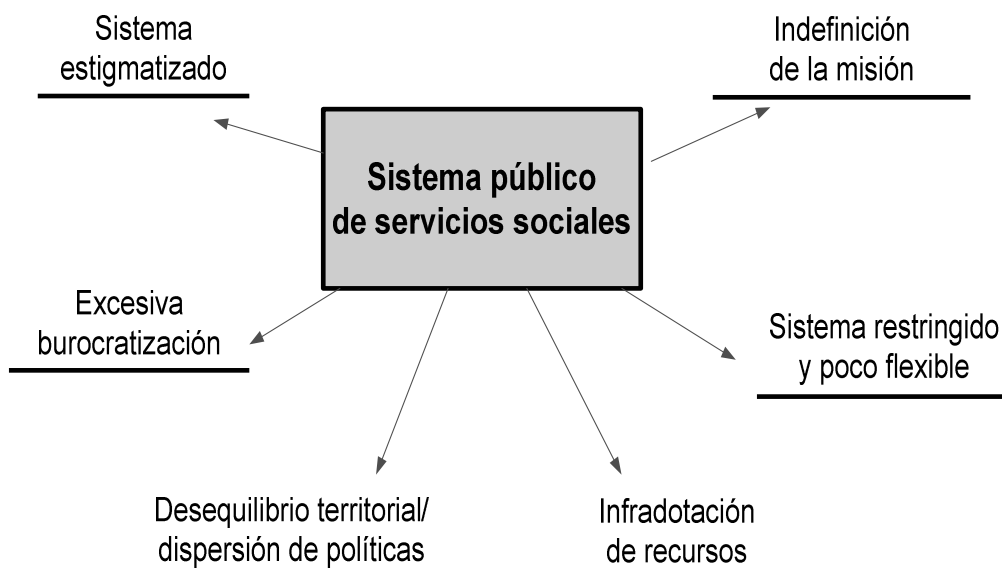 Sistema
estigmatizado
Indefinición
de la misión
Sistema público
de servicios sociales
Excesiva
burocratización
Sistema restringido
y poco flexible
Desequilibrio territorial/
dispersión de políticas
Infradotación
de recursos